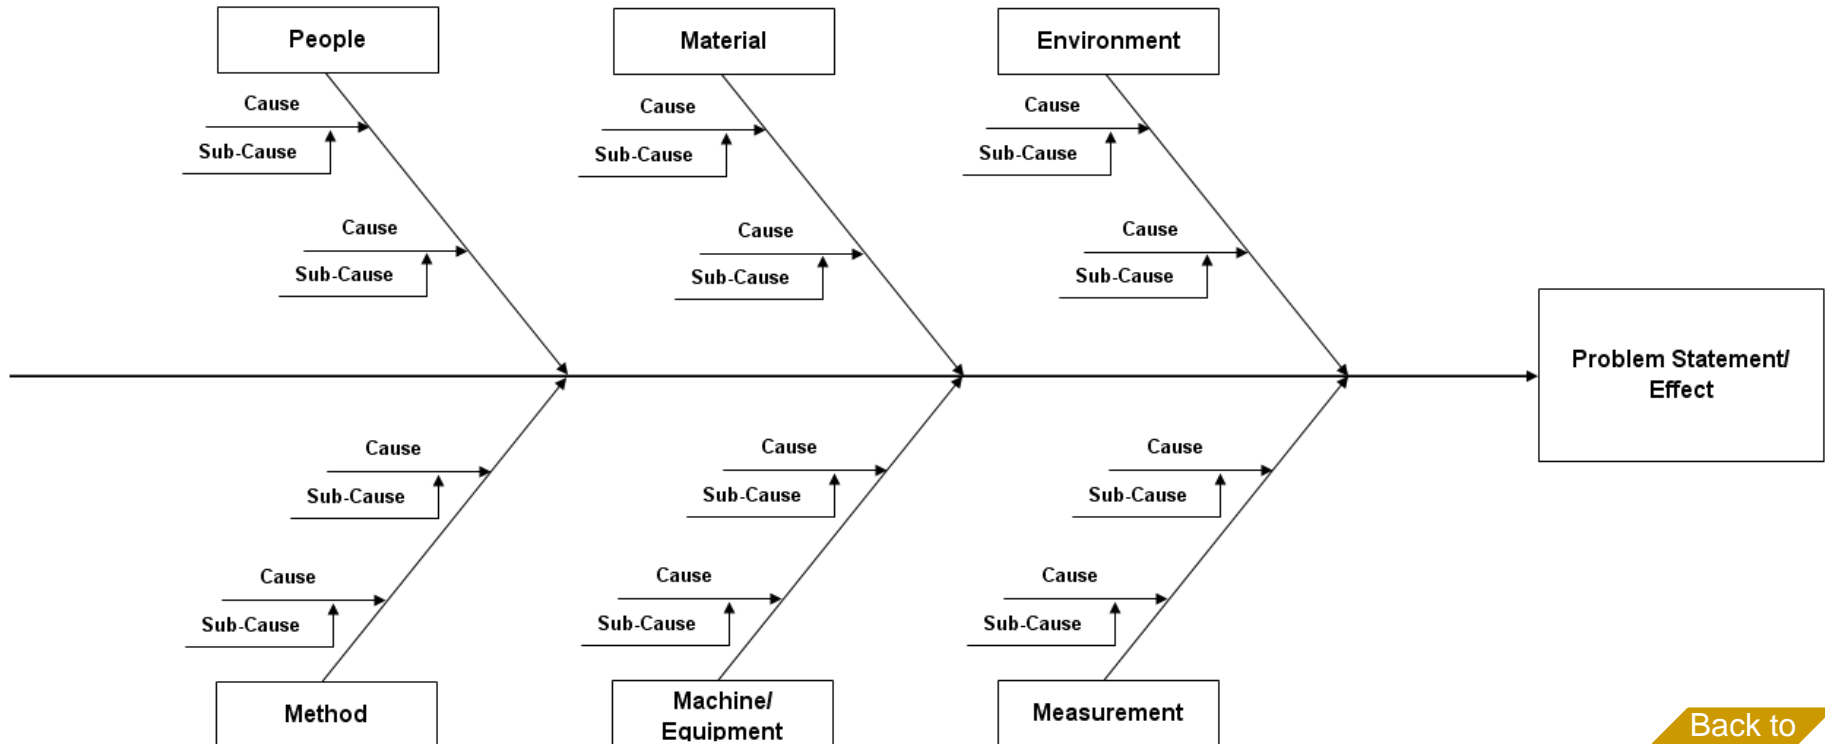 People
Material
Environment
Cause
Cause
Cause
Sub-Cause
Sub-Cause
Sub-Cause
Cause
Cause
Cause
Sub-Cause
Sub-Cause
Sub-Cause
Problem Statement/
Effect
Cause
Cause
Cause
Sub-Cause
Sub-Cause
Sub-Cause
Cause
Cause
Cause
Sub-Cause
Sub-Cause
Sub-Cause
Method
Machine/
Equipment
Measurement
Back to